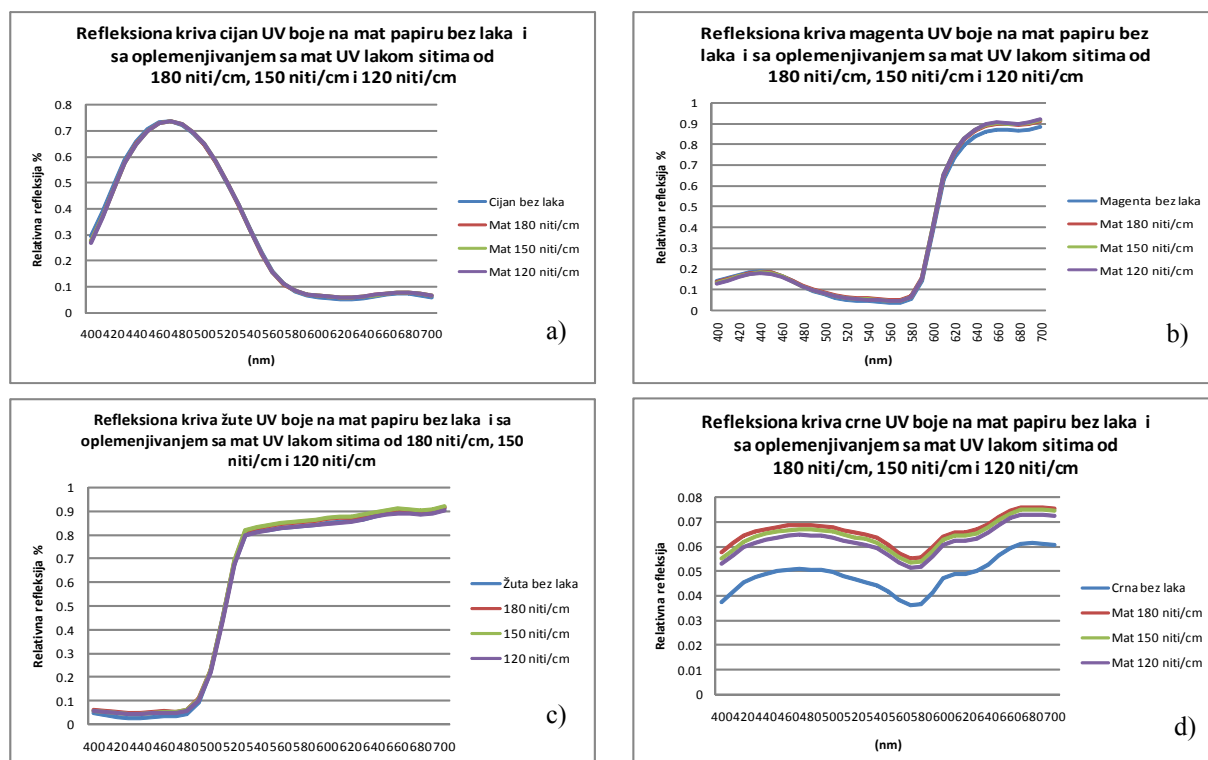 Refleksiona kriva cijan UV boje na mat papiru bez laka i
sa oplemenjivanjem sa mat UV lakom sitima od
180 niti/cm, 150 niti/cm i 120 niti/cm
Relativna refleksija %
0.8
0.7
0.6
0.5
0.4
0.3
0.2
0.1
0
400420440460480500520540560580600620640660680700
(nm)
Cijan bez laka
Mat 180 niti/cm
Mat 150 niti/cm
Mat 120 niti/cm
a)
Refleksiona kriva magenta UV boje na mat papiru bez
laka i sa oplemenjivanjem sa mat UV lakom sitima od
180 niti/cm, 150 niti/cm i 120 niti/cm
Relativna refleksija %
1
0.9
0.8
0.7
0.6
0.5
0.4
0.3
0.2
0.1
0
400 420 440 460 480 500 520 540 560 580 600 620 640 660 680 700
(nm)
Magenta bez laka
Mat 180 niti/cm
Mat 150 niti/cm
Mat 120 niti/cm
b)
Refleksiona kriva žute UV boje na mat papiru bez laka i sa
oplemenjivanjem sa mat UV lakom sitima od 180 niti/cm, 150
niti/cm i 120 niti/cm
Relativna refleksija %
1
0.9
0.8
0.7
0.6
0.5
0.4
0.3
0.2
0.1
0
400420440460480500520540560580600620640660680700
Žuta bez laka
180 niti/cm
150 niti/cm
120 niti/cm
c)
Refleksiona kriva crne UV boje na mat papiru bez laka i
sa oplemenjivanjem sa mat UV lakom sitima od
180 niti/cm, 150 niti/cm i 120 niti/cm
Relativna refleksija %
0.08
0.07
0.06
0.05
0.04
0.03
0.02
0.01
0
400420440460480500520540560580600620640660680700
(nm)
Crna bez laka
Mat 180 niti/cm
Mat 150 niti/cm
Mat 120 niti/cm
d)